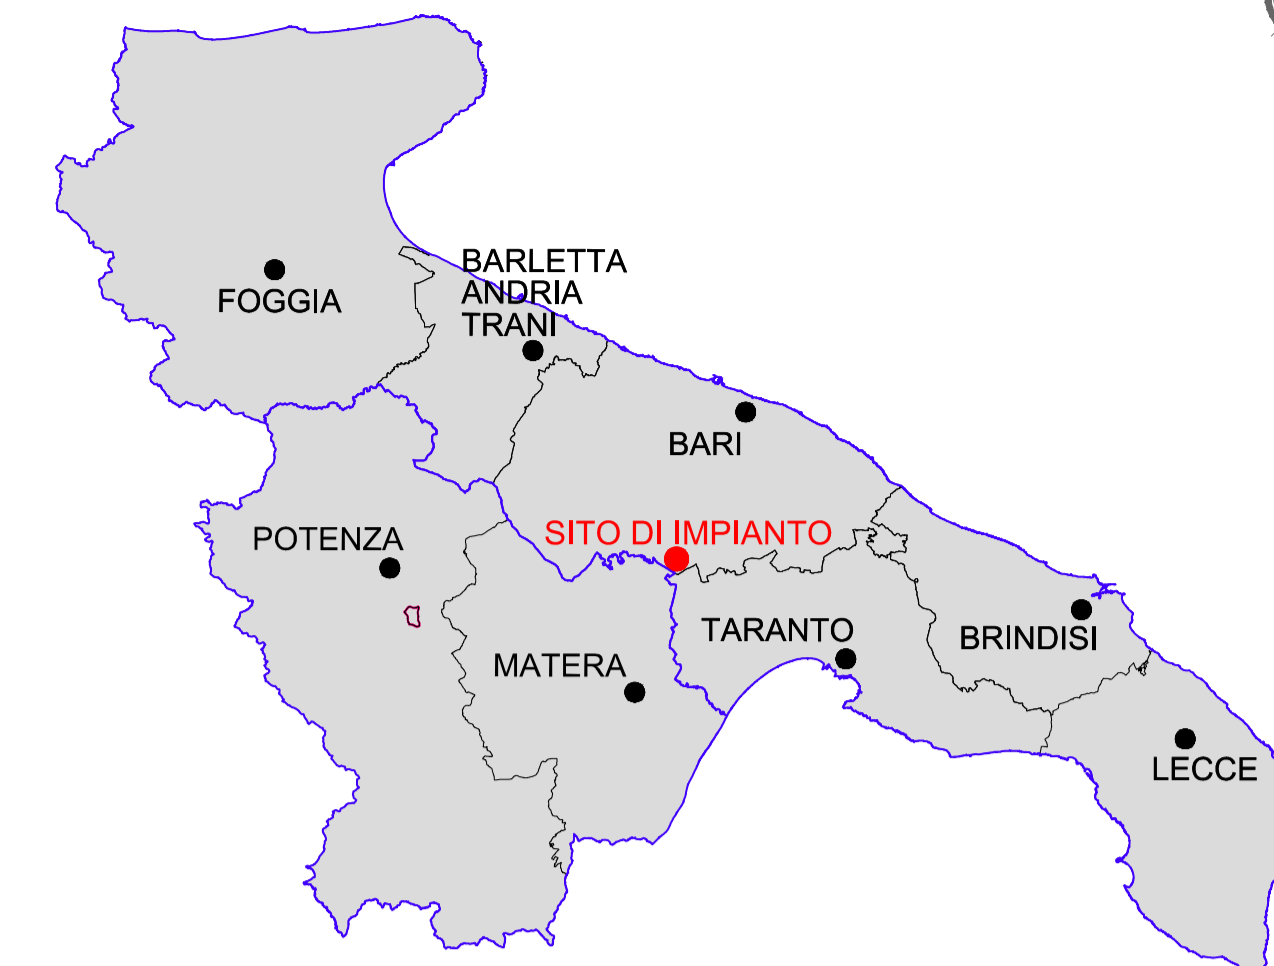 BARLETTA
ANDRIA
TRANI
FOGGIA
BARI
SITO DI IMPIANTO
POTENZA
TARANTO
BRINDISI
MATERA
LECCE